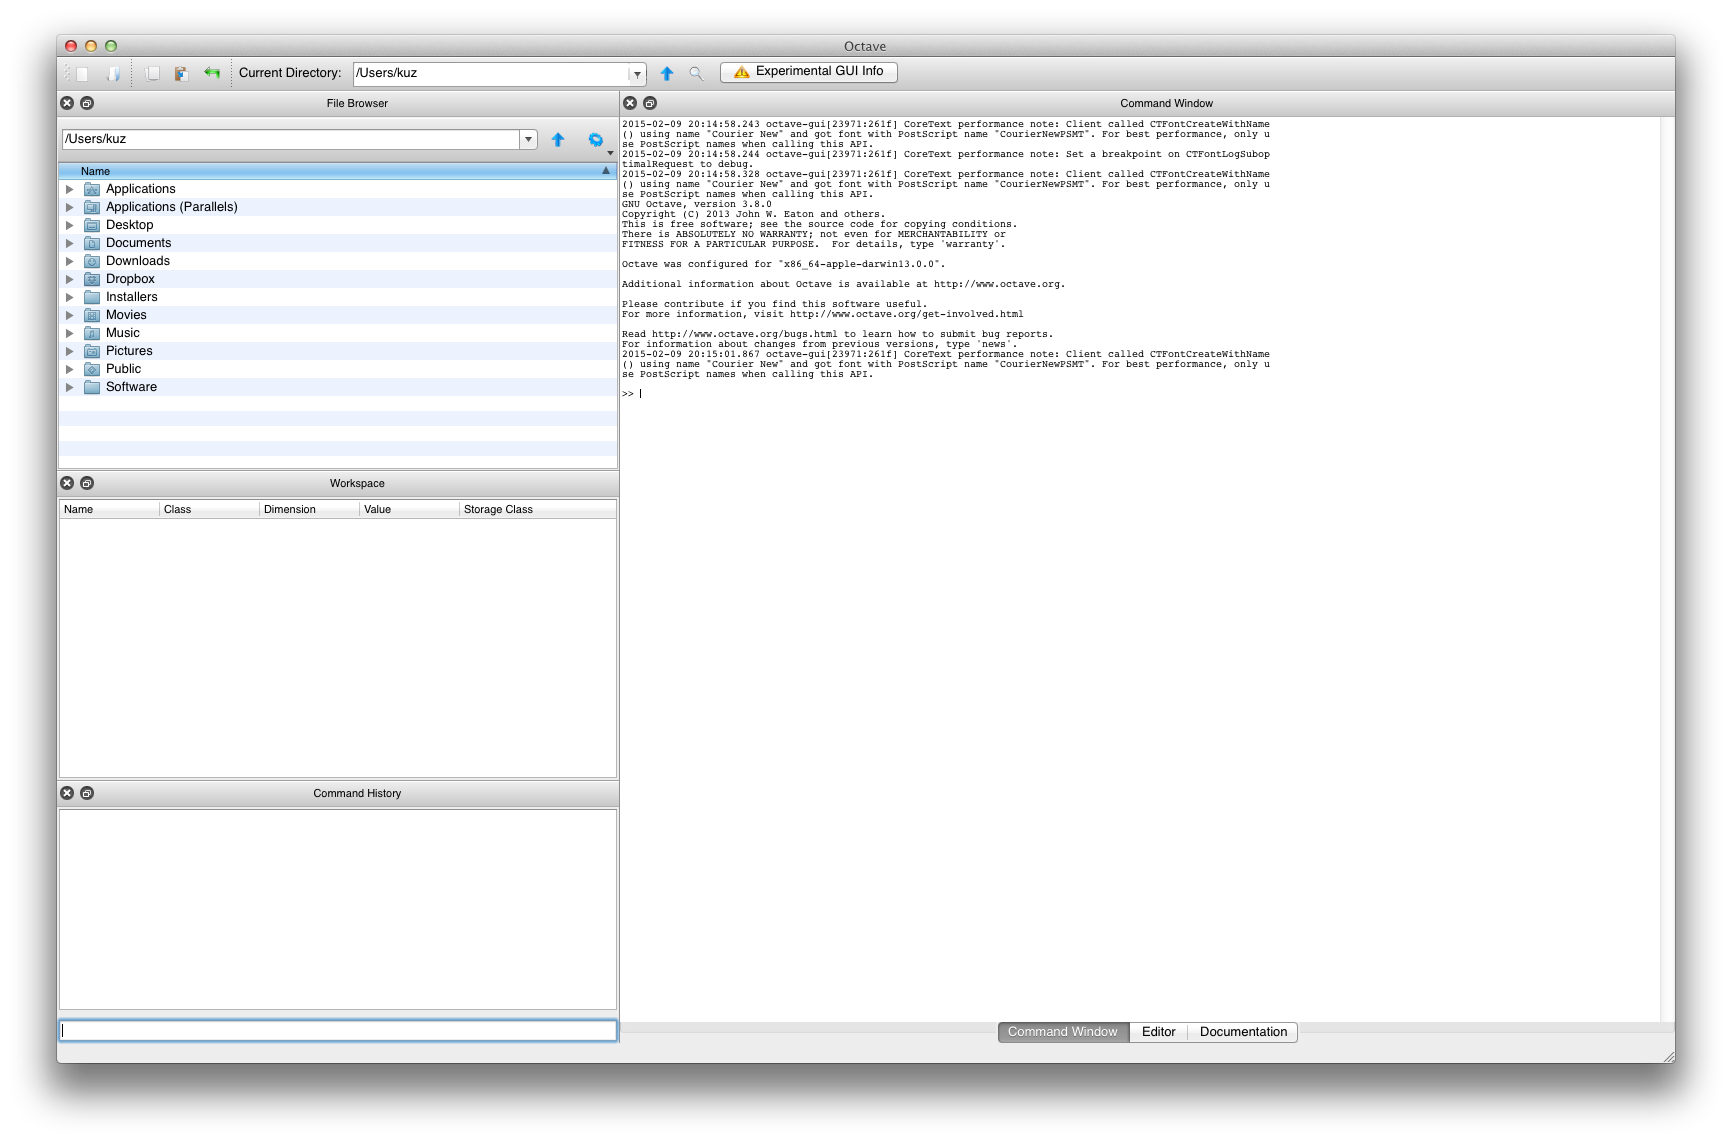 Octave
Current Directory: /Users/kuz Experimental GUI Info
File Browser
/Users/kuz
Name
Applications
Applications (Parallels)
Desktop
Documents
Downloads
Dropbox
Installers
Movies
Music
Pictures
Public
Software
Workspace
Name Class Dimension Value Storage Class
Command History
Command Window
2015-02-09 20:14:58.243 octave-gui[23971:261f] CoreText performance note: Client called CTFontCreateWithName
() using name "Courier New" and got font with PostScript name "CourierNewPSMT". For best performance, only u
se PostScript names when calling this API.
2015-02-09 20:14:58.244 octave-gui[23971:261f] CoreText performance note: Set a breakpoint on CTFontLogSubop
timalRequest to debug.
2015-02-09 20:14:58.328 octave-gui[23971:261f] CoreText performance note: Client called CTFontCreateWithName
() using name "Courier New" and got font with PostScript name "CourierNewPSMT". For best performance, only u
se PostScript names when calling this API.
GNU Octave, version 3.8.0
Copyright (C) 2013 John W. Eaton and others.
This is free software; see the source code for copying conditions.
There is ABSOLUTELY NO WARRANTY; not even for MERCHANTABILITY or
FITNESS FOR A PARTICULAR PURPOSE.  For details, type 'warranty'.
Octave was configured for "x86_64-apple-darwin13.0.0".
Additional information about Octave is available at http://www.octave.org.
Please contribute if you find this software useful.
For more information, visit http://www.octave.org/get-involved.html
Read http://www.octave.org/bugs.html to learn how to submit bug reports.
For information about changes from previous versions, type 'news'.
2015-02-09 20:15:01.867 octave-gui[23971:261f] CoreText performance note: Client called CTFontCreateWithName
() using name "Courier New" and got font with PostScript name "CourierNewPSMT". For best performance, only u
se PostScript names when calling this API.
>>
Command Window Editor Documentation